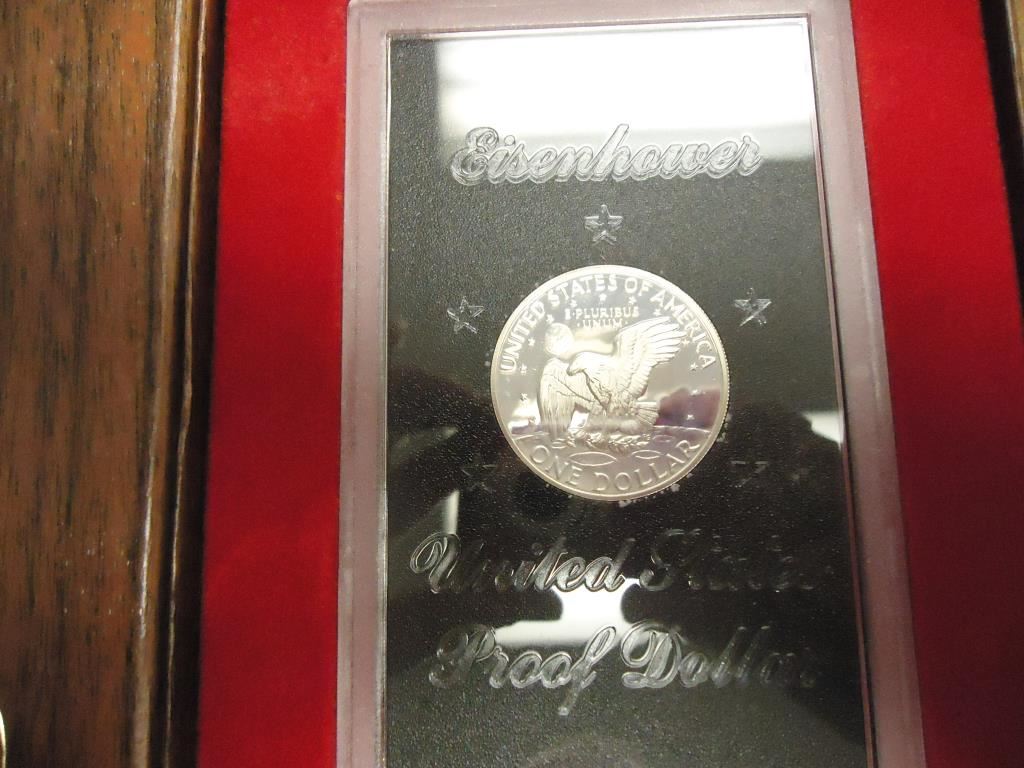 Eisenhower
UNITED STATES OF AMERICA
E·PLURIBUS
·UNUM·
ONE DOLLAR
United States
Proof Dollar